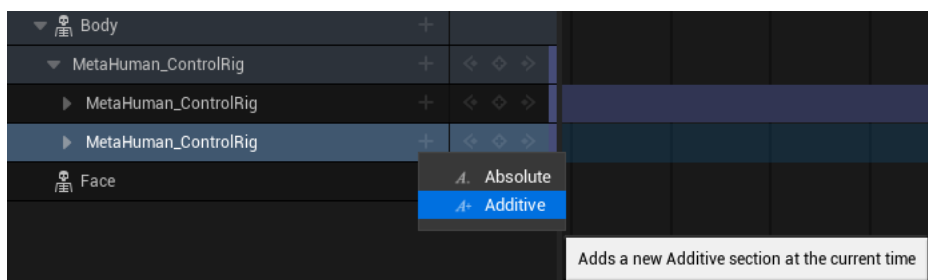 Body
MetaHuman_ControlRig
MetaHuman_ControlRig
MetaHuman_ControlRig
Face
A. Absolute
A+ Additive
Adds a new Additive section at the current time